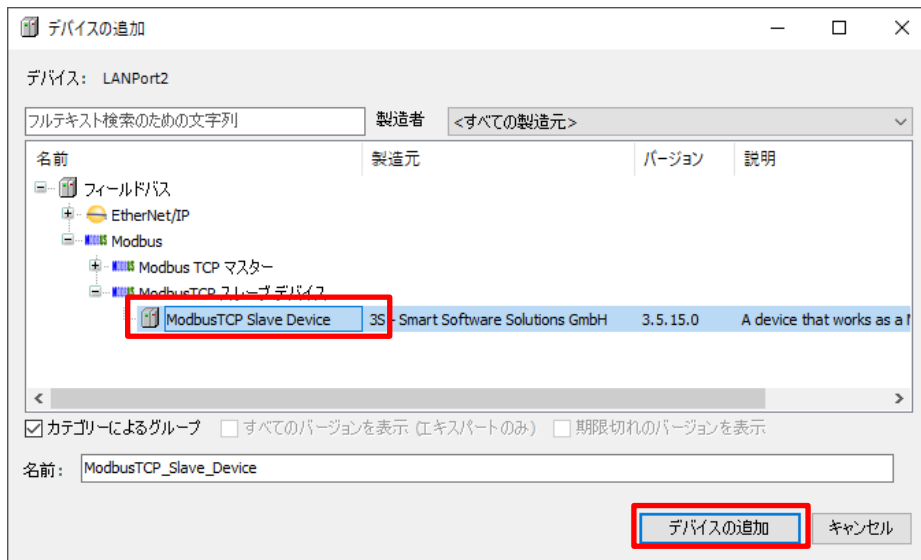 デバイスの追加
デバイス: LANPort2
フルテキスト検索のための文字列 製造者 <すべての製造元>
名前 製造元 バージョン 説明
フィールドバス
EtherNet/IP
MODBUS Modbus
MODBUS Modbus TCP マスター
MODBUS ModbusTCP スレーブ デバイス
ModbusTCP Slave Device 3S - Smart Software Solutions GmbH 3.5.15.0 A device that works as a M
カテゴリーによるグループ すべてのバージョンを表示 (エキスパートのみ) 期限切れのバージョンを表示
名前: ModbusTCP_Slave_Device
デバイスの追加 キャンセル